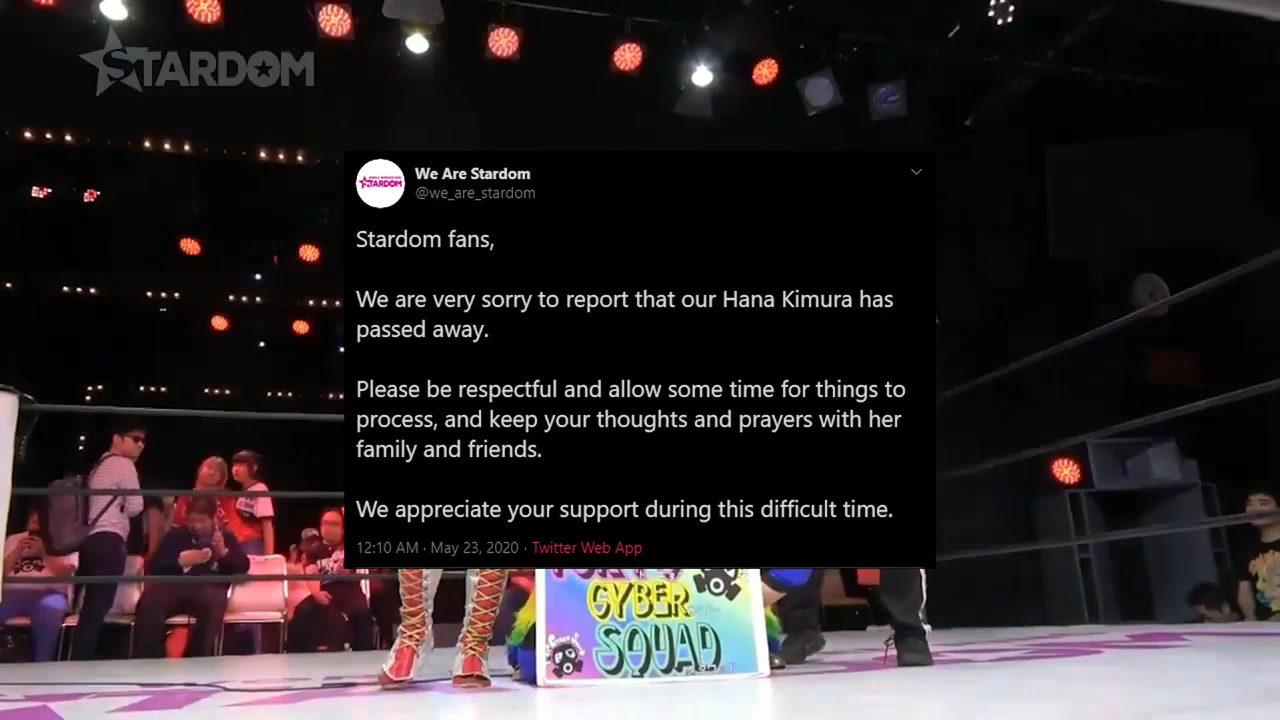 STARDOM
STARDOM
We Are Stardom
@we_are_stardom
Stardom fans,
We are very sorry to report that our Hana Kimura has
passed away.
Please be respectful and allow some time for things to
process, and keep your thoughts and prayers with her
family and friends.
We appreciate your support during this difficult time.
12:10 AM · May 23, 2020 · Twitter Web App
CYBER
SQUAD